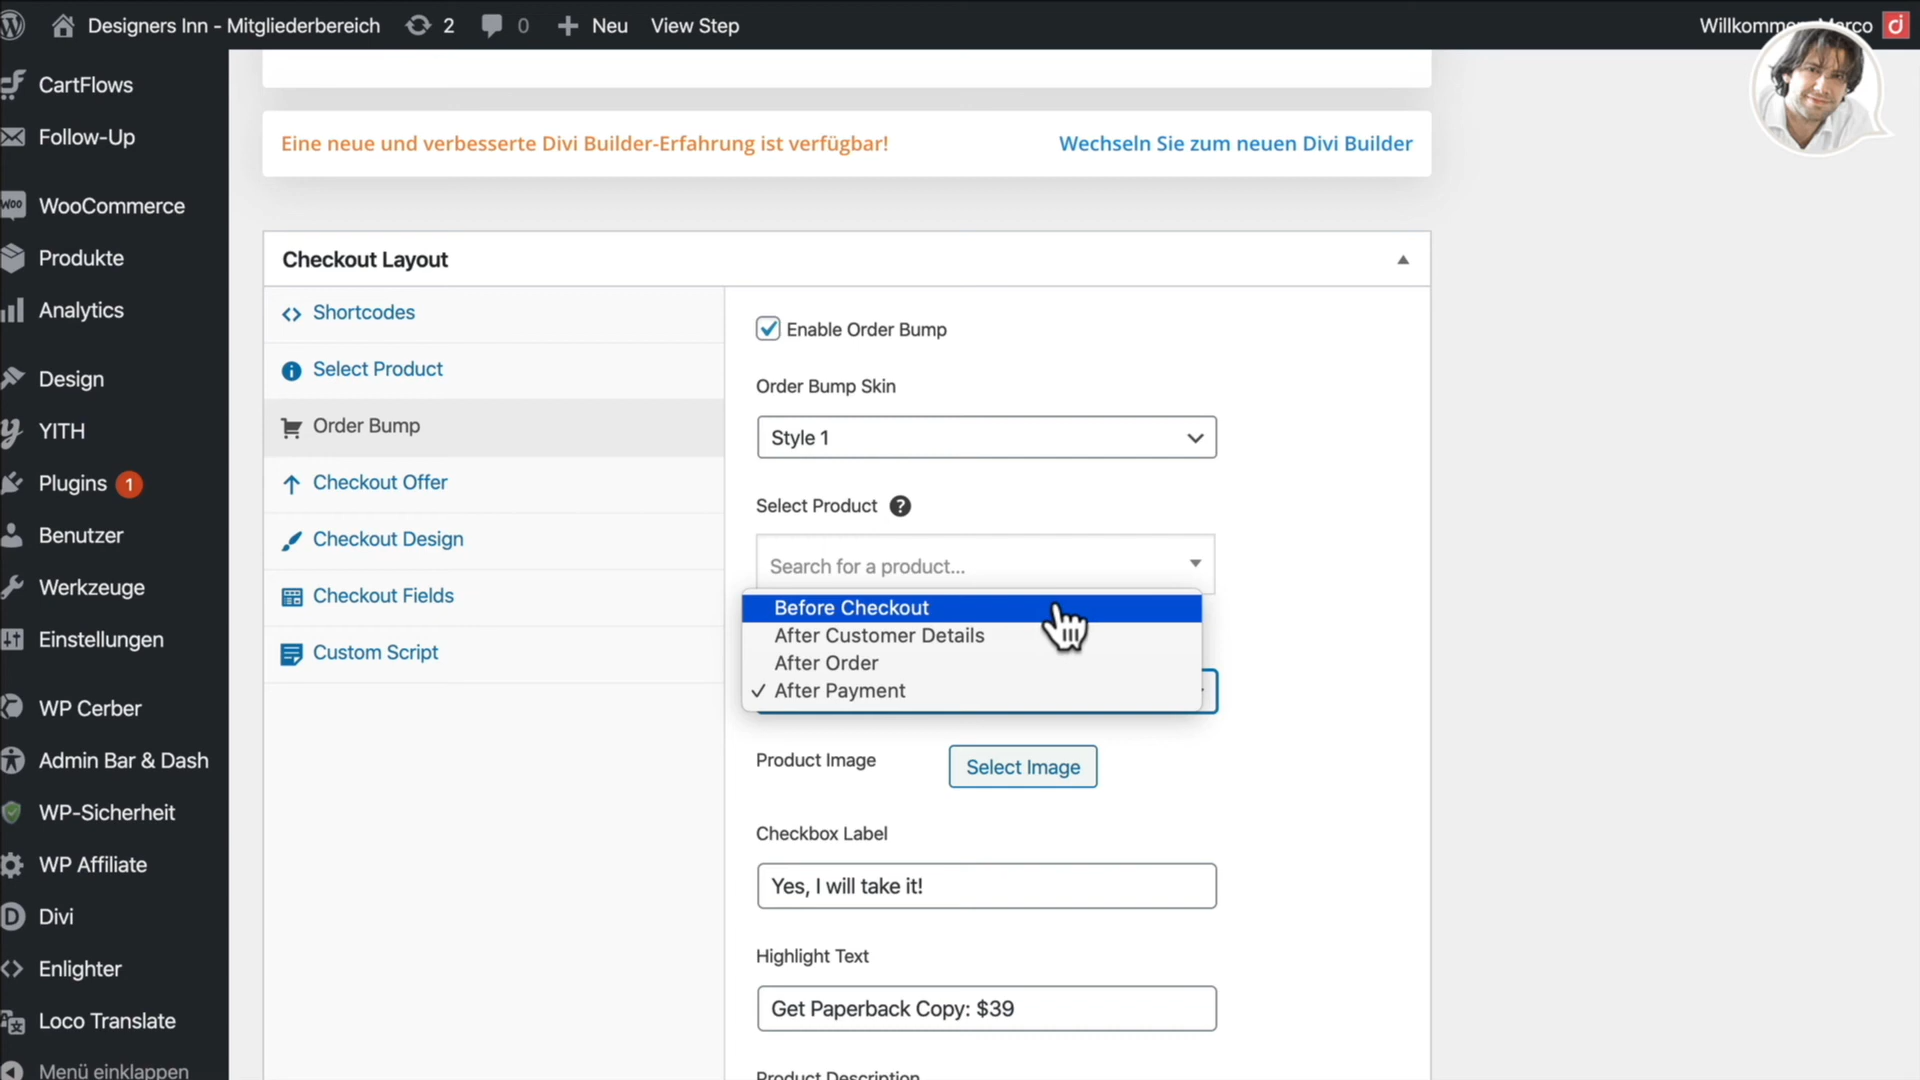 Designers Inn - Mitgliederbereich 2 0 Neu View Step
Willkommen, Marco
CartFlows
Follow-Up
WooCommerce
Produkte
Analytics
Design
YITH
Plugins 1
Benutzer
Werkzeuge
Einstellungen
WP Cerber
Admin Bar & Dash
WP-Sicherheit
WP Affiliate
Divi
Enlighter
Loco Translate
Menü einklappen
Eine neue und verbesserte Divi Builder-Erfahrung ist verfügbar!
Wechseln Sie zum neuen Divi Builder
Checkout Layout
Shortcodes
Select Product
Order Bump
Checkout Offer
Checkout Design
Checkout Fields
Custom Script
Enable Order Bump
Order Bump Skin
Style 1
Select Product ?
Search for a product...
Before Checkout
After Customer Details
After Order
✓ After Payment
Product Image
Select Image
Checkbox Label
Yes, I will take it!
Highlight Text
Get Paperback Copy: $39
Product Description